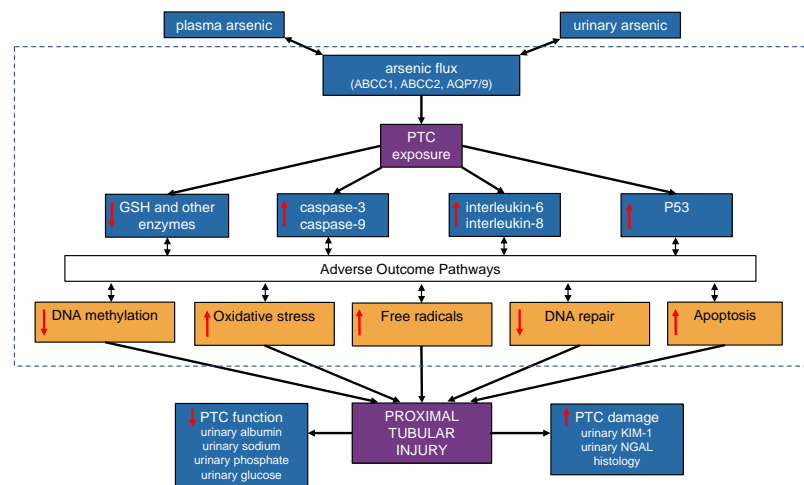 plasma arsenic
urinary arsenic
arsenic flux
(ABCC1, ABCC2, AQP7/9)
PTC
exposure
GSH and other
enzymes
caspase-3
caspase-9
interleukin-6
interleukin-8
P53
Adverse Outcome Pathways
DNA methylation
Oxidative stress
Free radicals
DNA repair
Apoptosis
PTC function
urinary albumin
urinary sodium
urinary phosphate
urinary glucose
PROXIMAL
TUBULAR
INJURY
PTC damage
urinary KIM-1
urinary NGAL
histology